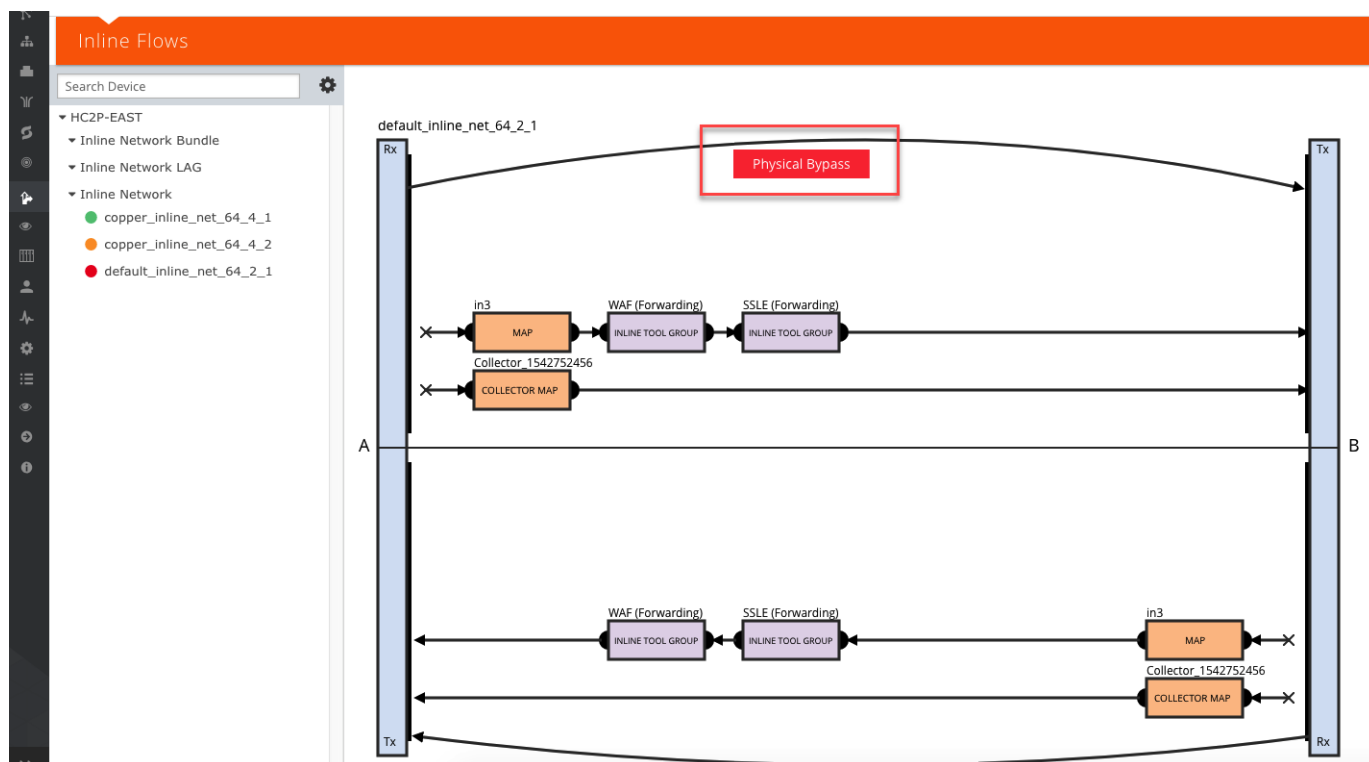 Inline Flows
Search Device
HC2P-EAST
Inline Network Bundle
Inline Network LAG
Inline Network
copper_inline_net_64_4_1
copper_inline_net_64_4_2
default_inline_net_64_2_1
default_inline_net_64_2_1
Rx
Physical Bypass
Tx
in3
WAF (Forwarding)
SSLE (Forwarding)
MAP
INLINE TOOL GROUP
INLINE TOOL GROUP
Collector_1542752456
COLLECTOR MAP
A
B
WAF (Forwarding)
SSLE (Forwarding)
in3
INLINE TOOL GROUP
INLINE TOOL GROUP
MAP
Collector_1542752456
COLLECTOR MAP
Tx
Rx